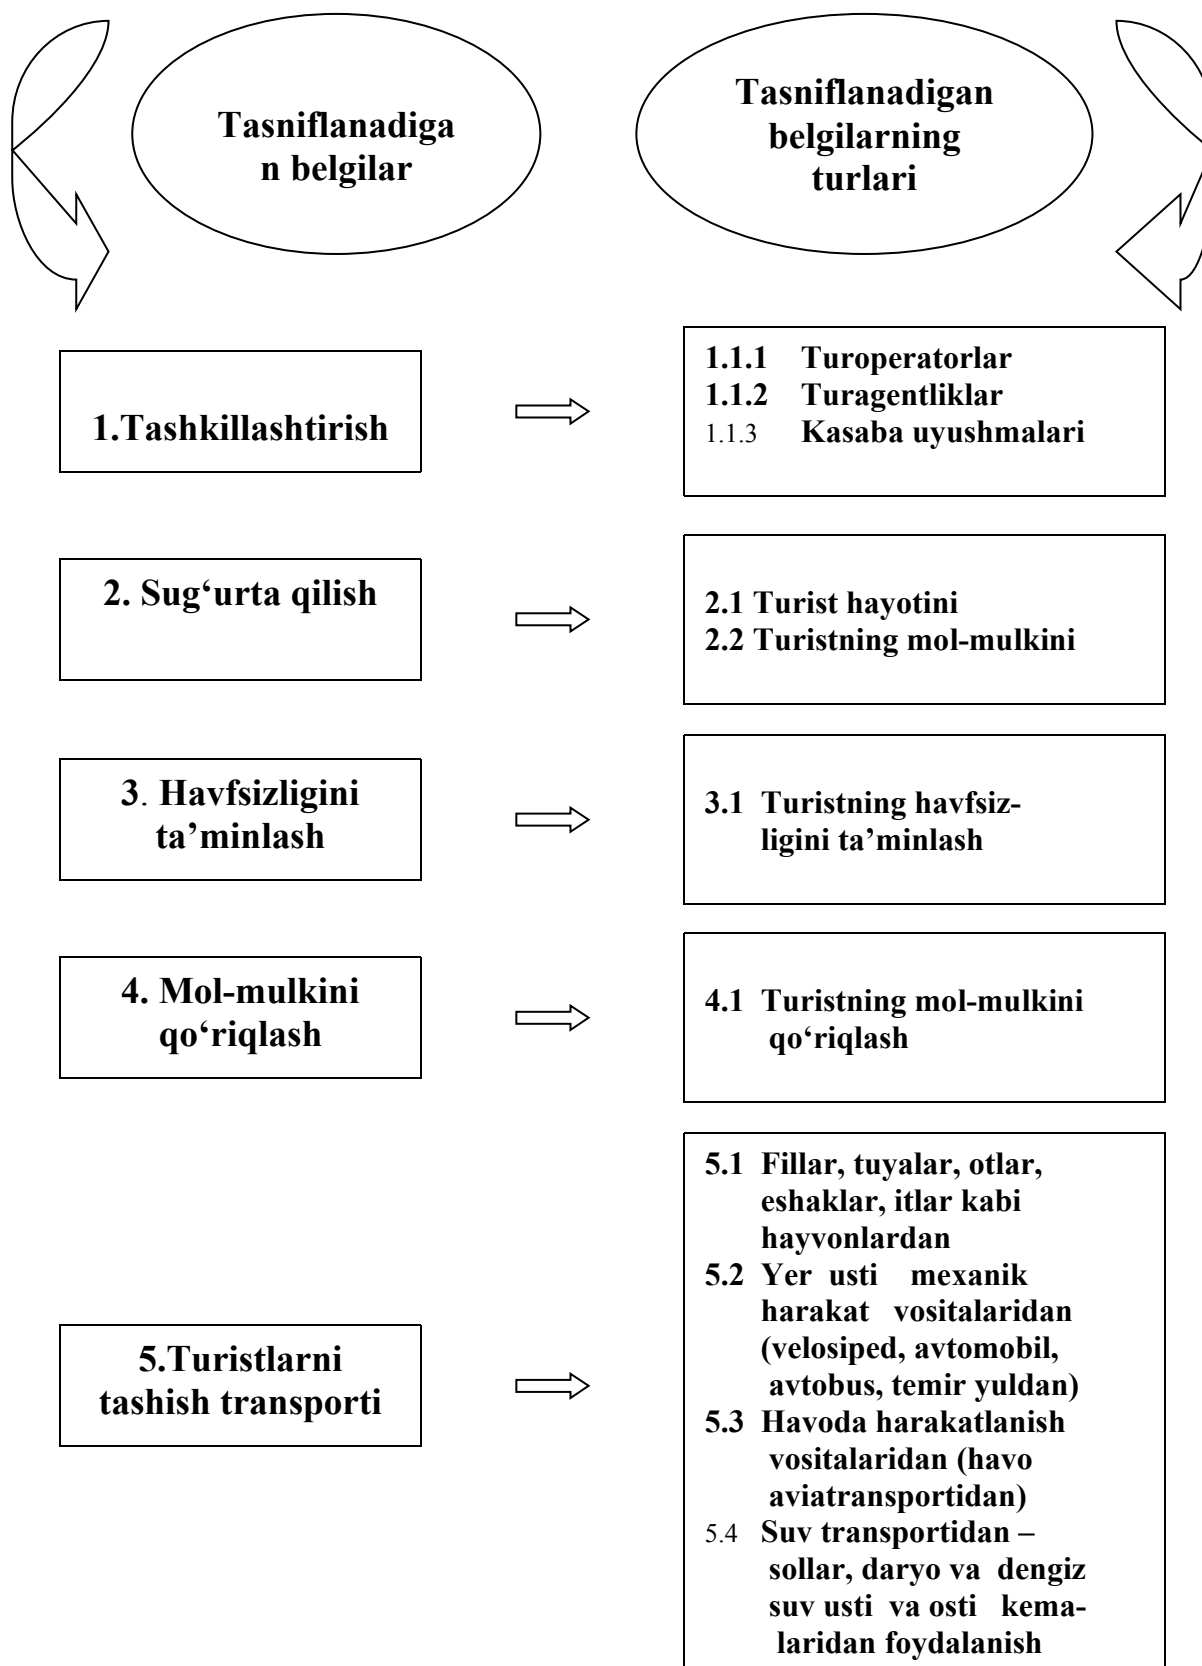 Tasniflanadiga
n belgilar
Tasniflanadigan
belgilarning
turlari
1.Tashkillashtirish
1.1.1 Turoperatorlar
1.1.2 Turagentliklar
1.1.3 Kasaba uyushmalari
2. Sug‘urta qilish
2.1 Turist hayotini
2.2 Turistning mol-mulkini
3. Havfsizligini
ta’minlash
3.1 Turistning havfsiz-
ligini ta’minlash
4. Mol-mulkini
qo‘riqlash
4.1 Turistning mol-mulkini
qo‘riqlash
5.Turistlarni
tashish transporti
5.1 Fillar, tuyalar, otlar,
eshaklar, itlar kabi
hayvonlardan
5.2 Yer usti mexanik
harakat vositalaridan
(velosiped, avtomobil,
avtobus, temir yuldan)
5.3 Havoda harakatlanish
vositalaridan (havo
aviatransportidan)
5.4 Suv transportidan –
sollar, daryo va dengiz
suv usti va osti kema-
laridan foydalanish